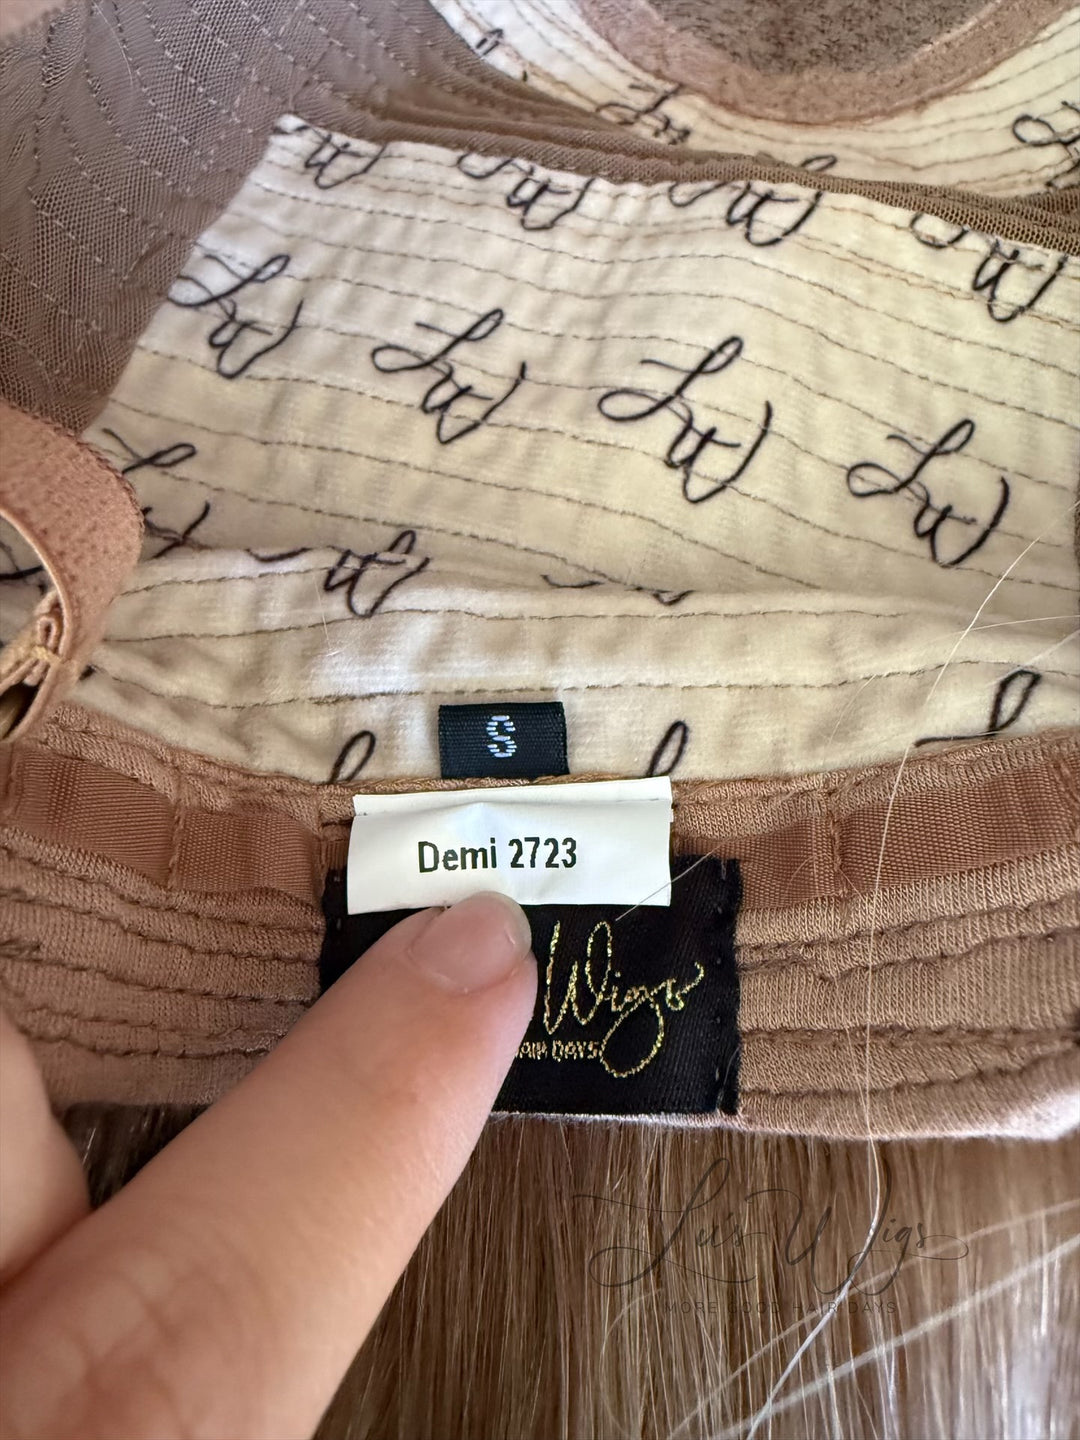 S
Demi 2723
Wigs
HAIR DAYS
Lu's Wigs
MORE GOOD HAIR DAYS